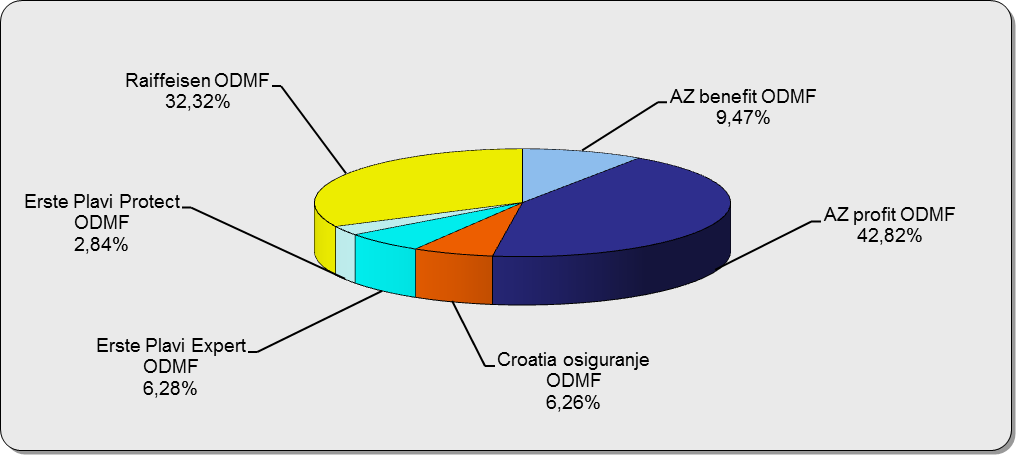 Raiffeisen ODMF
32,32%
AZ benefit ODMF
9,47%
Erste Plavi Protect
ODMF
2,84%
AZ profit ODMF
42,82%
Erste Plavi Expert
ODMF
6,28%
Croatia osiguranje
ODMF
6,26%